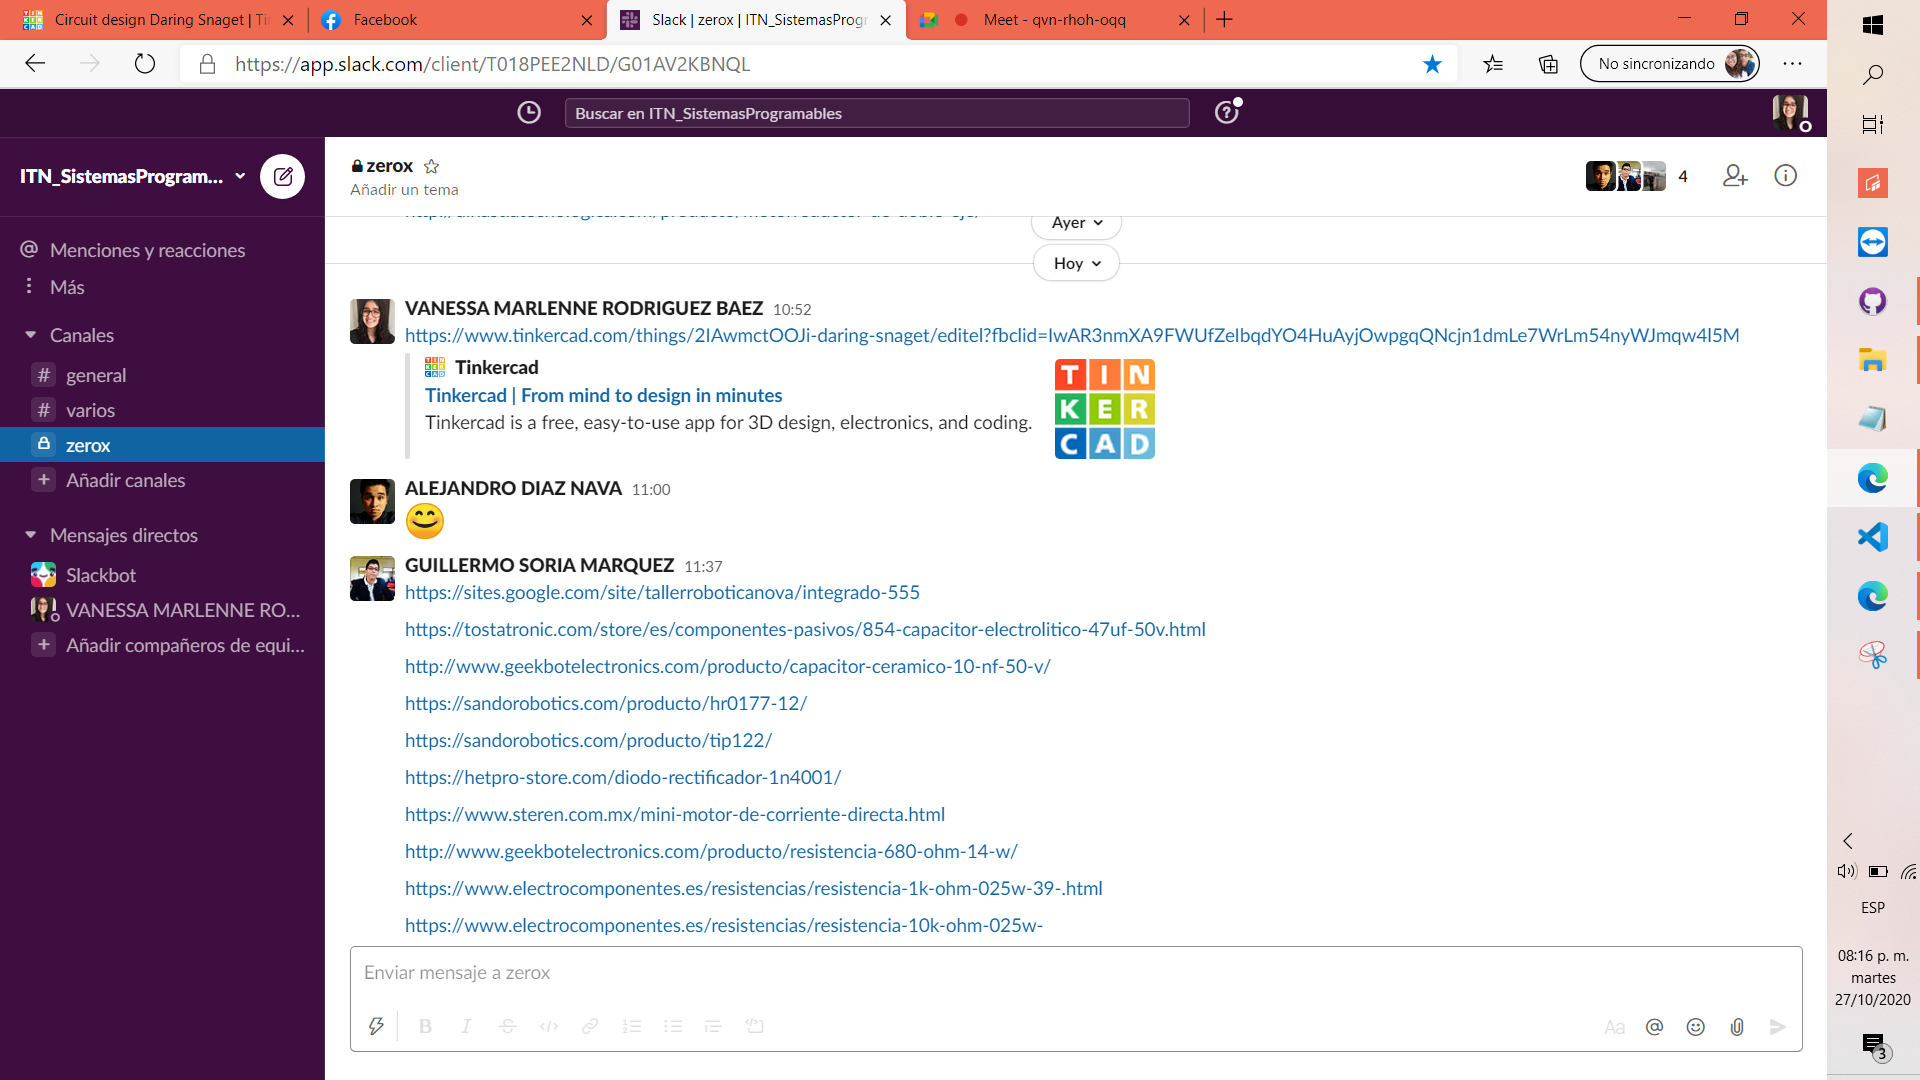 Circuit design Daring Snaget | Ti
Facebook
Slack | zerox | ITN_SistemasProgr
Meet - qvn-rhoh-oqq
https://app.slack.com/client/T018PEE2NLD/G01AV2KBNQL
No sincronizando
Buscar en ITN_SistemasProgramables
ITN_SistemasProgram...
zerox
Añadir un tema
4
Menciones y reacciones
Más
Canales
# general
# varios
zerox
+ Añadir canales
Mensajes directos
Slackbot
VANESSA MARLENNE RO...
+ Añadir compañeros de equi...
Ayer
Hoy
VANESSA MARLENNE RODRIGUEZ BAEZ 10:52
https://www.tinkercad.com/things/2IAwmctOOJi-daring-snaget/editel?fbclid=IwAR3nmXA9FWUfZeIbqdYO4HuAyjOwpgqQNcjn1dmLe7WrLm54nyWJmqw4l5M
Tinkercad
Tinkercad | From mind to design in minutes
Tinkercad is a free, easy-to-use app for 3D design, electronics, and coding.
TIN
KER
CAD
ALEJANDRO DIAZ NAVA 11:00
GUILLERMO SORIA MARQUEZ 11:37
https://sites.google.com/site/tallerroboticanova/integrado-555
https://tostatronic.com/store/es/componentes-pasivos/854-capacitor-electrolitico-47uf-50v.html
http://www.geekbotelectronics.com/producto/capacitor-ceramico-10-nf-50-v/
https://sandorobotics.com/producto/hr0177-12/
https://sandorobotics.com/producto/tip122/
https://hetpro-store.com/diodo-rectificador-1n4001/
https://www.steren.com.mx/mini-motor-de-corriente-directa.html
http://www.geekbotelectronics.com/producto/resistencia-680-ohm-14-w/
https://www.electrocomponentes.es/resistencias/resistencia-1k-ohm-025w-39-.html
https://www.electrocomponentes.es/resistencias/resistencia-10k-ohm-025w-
Enviar mensaje a zerox
B I S Aa @
ESP
08:16 p. m.
martes
27/10/2020
3